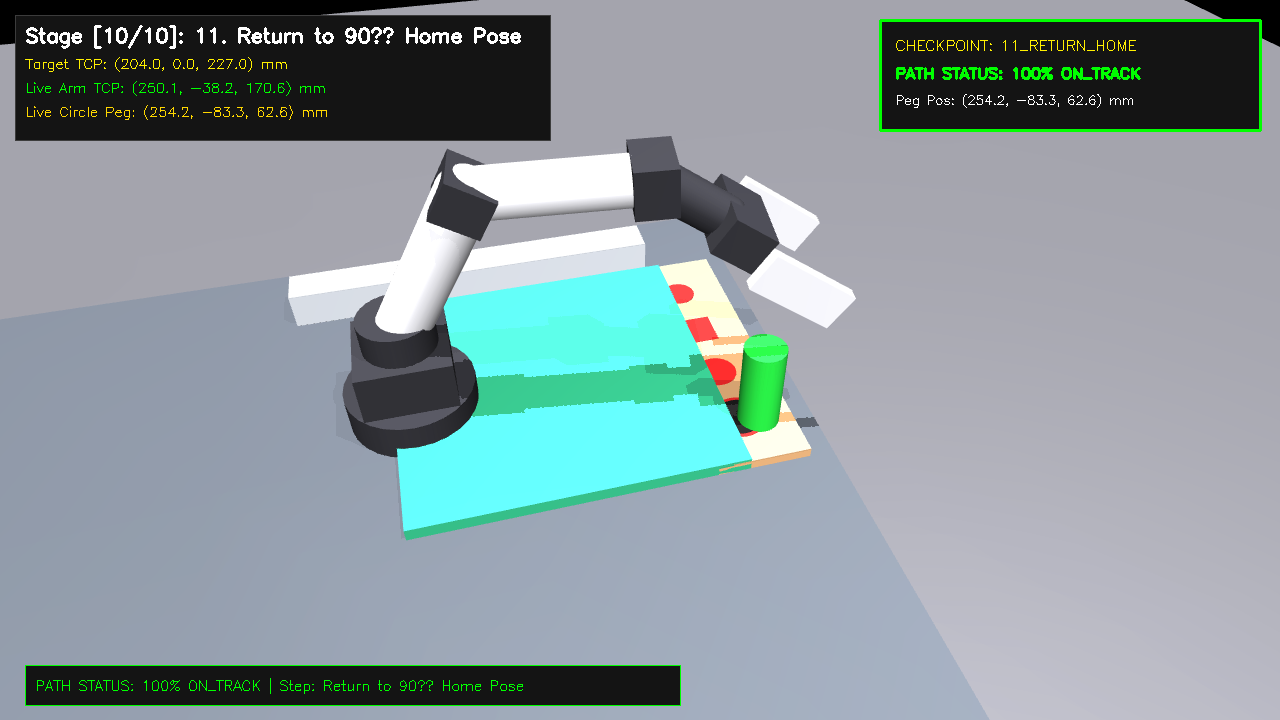 Stage [10/10]: 11. Return to 90?? Home Pose
Target TCP: (204.0, 0.0, 227.0) mm
Live Arm TCP: (250.1, −38.2, 170.6) mm
Live Circle Peg: (254.2, −83.3, 62.6) mm
CHECKPOINT: 11_RETURN_HOME
PATH STATUS: 100% ON_TRACK
Peg Pos: (254.2, −83.3, 62.6) mm
PATH STATUS: 100% ON_TRACK | Step: Return to 90?? Home Pose